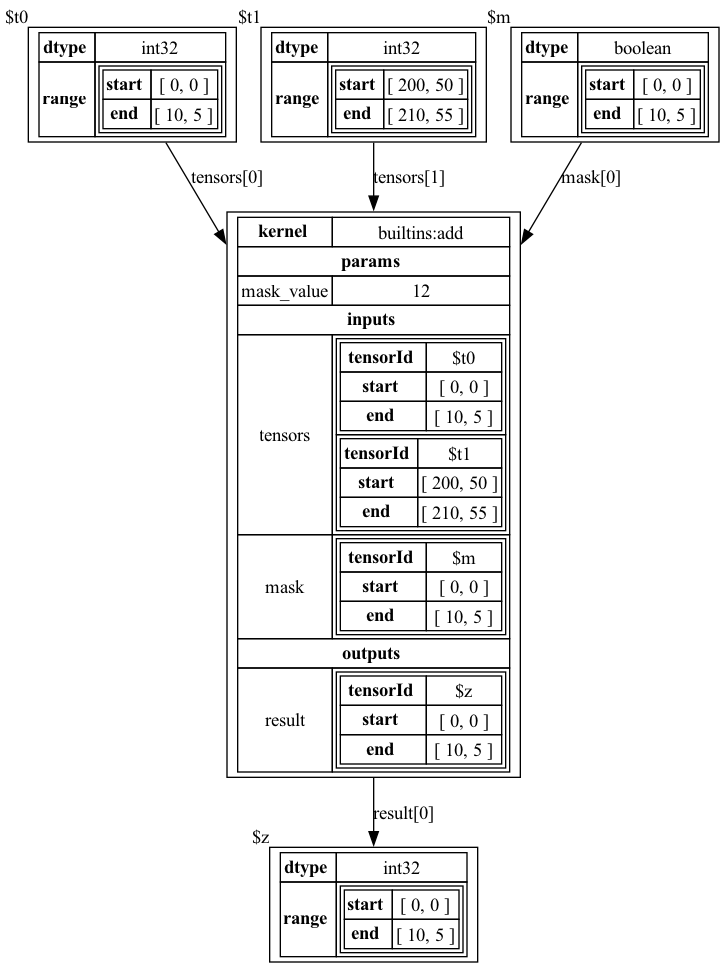 $t0
dtype int32
range start [ 0, 0 ]
end [ 10, 5 ]
$t1
dtype int32
range start [ 200, 50 ]
end [ 210, 55 ]
$m
dtype boolean
range start [ 0, 0 ]
end [ 10, 5 ]
tensors[0]
tensors[1]
mask[0]
kernel builtins:add
params
mask_value 12
inputs
tensors
tensorId $t0
start [ 0, 0 ]
end [ 10, 5 ]
tensorId $t1
start [ 200, 50 ]
end [ 210, 55 ]
mask
tensorId $m
start [ 0, 0 ]
end [ 10, 5 ]
outputs
result
tensorId $z
start [ 0, 0 ]
end [ 10, 5 ]
result[0]
$z
dtype int32
range start [ 0, 0 ]
end [ 10, 5 ]